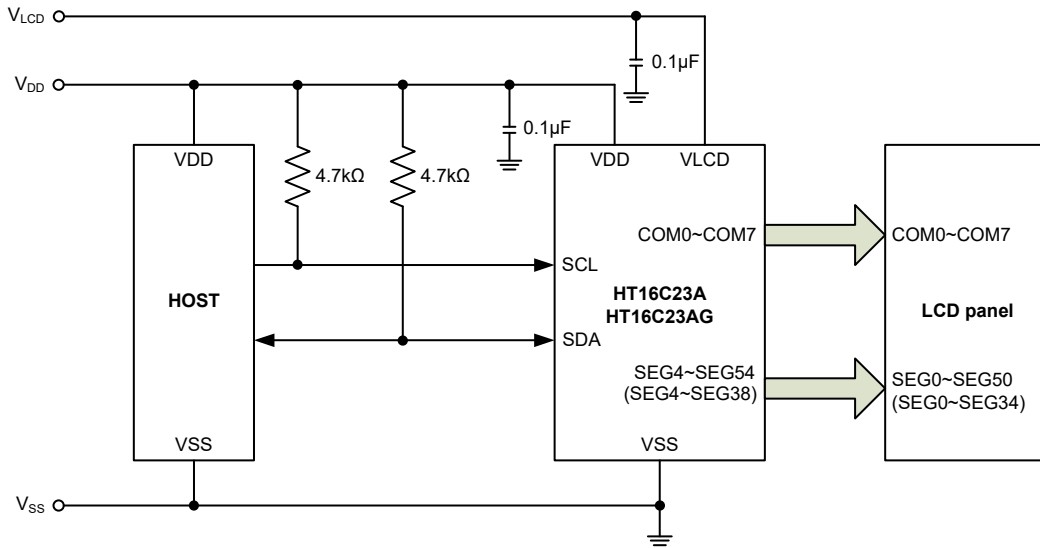 VLCD
0.1μF
VDD
0.1μF
VDD
4.7kΩ
4.7kΩ
VDD
VLCD
COM0~COM7
COM0~COM7
SCL
HOST
HT16C23A
HT16C23AG
LCD panel
SDA
SEG4~SEG54
(SEG4~SEG38)
SEG0~SEG50
(SEG0~SEG34)
VSS
VSS
VSS